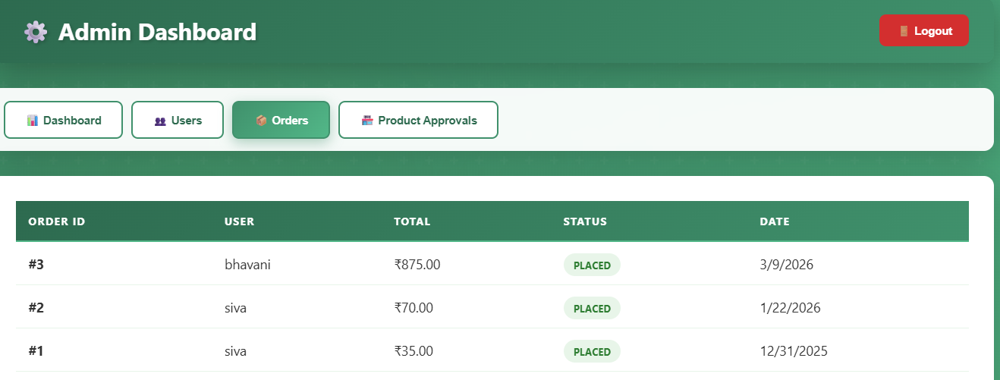 Admin Dashboard
Logout
Dashboard Users Orders Product Approvals
ORDER ID USER TOTAL STATUS DATE
#3 bhavani ₹875.00 PLACED 3/9/2026
#2 siva ₹70.00 PLACED 1/22/2026
#1 siva ₹35.00 PLACED 12/31/2025